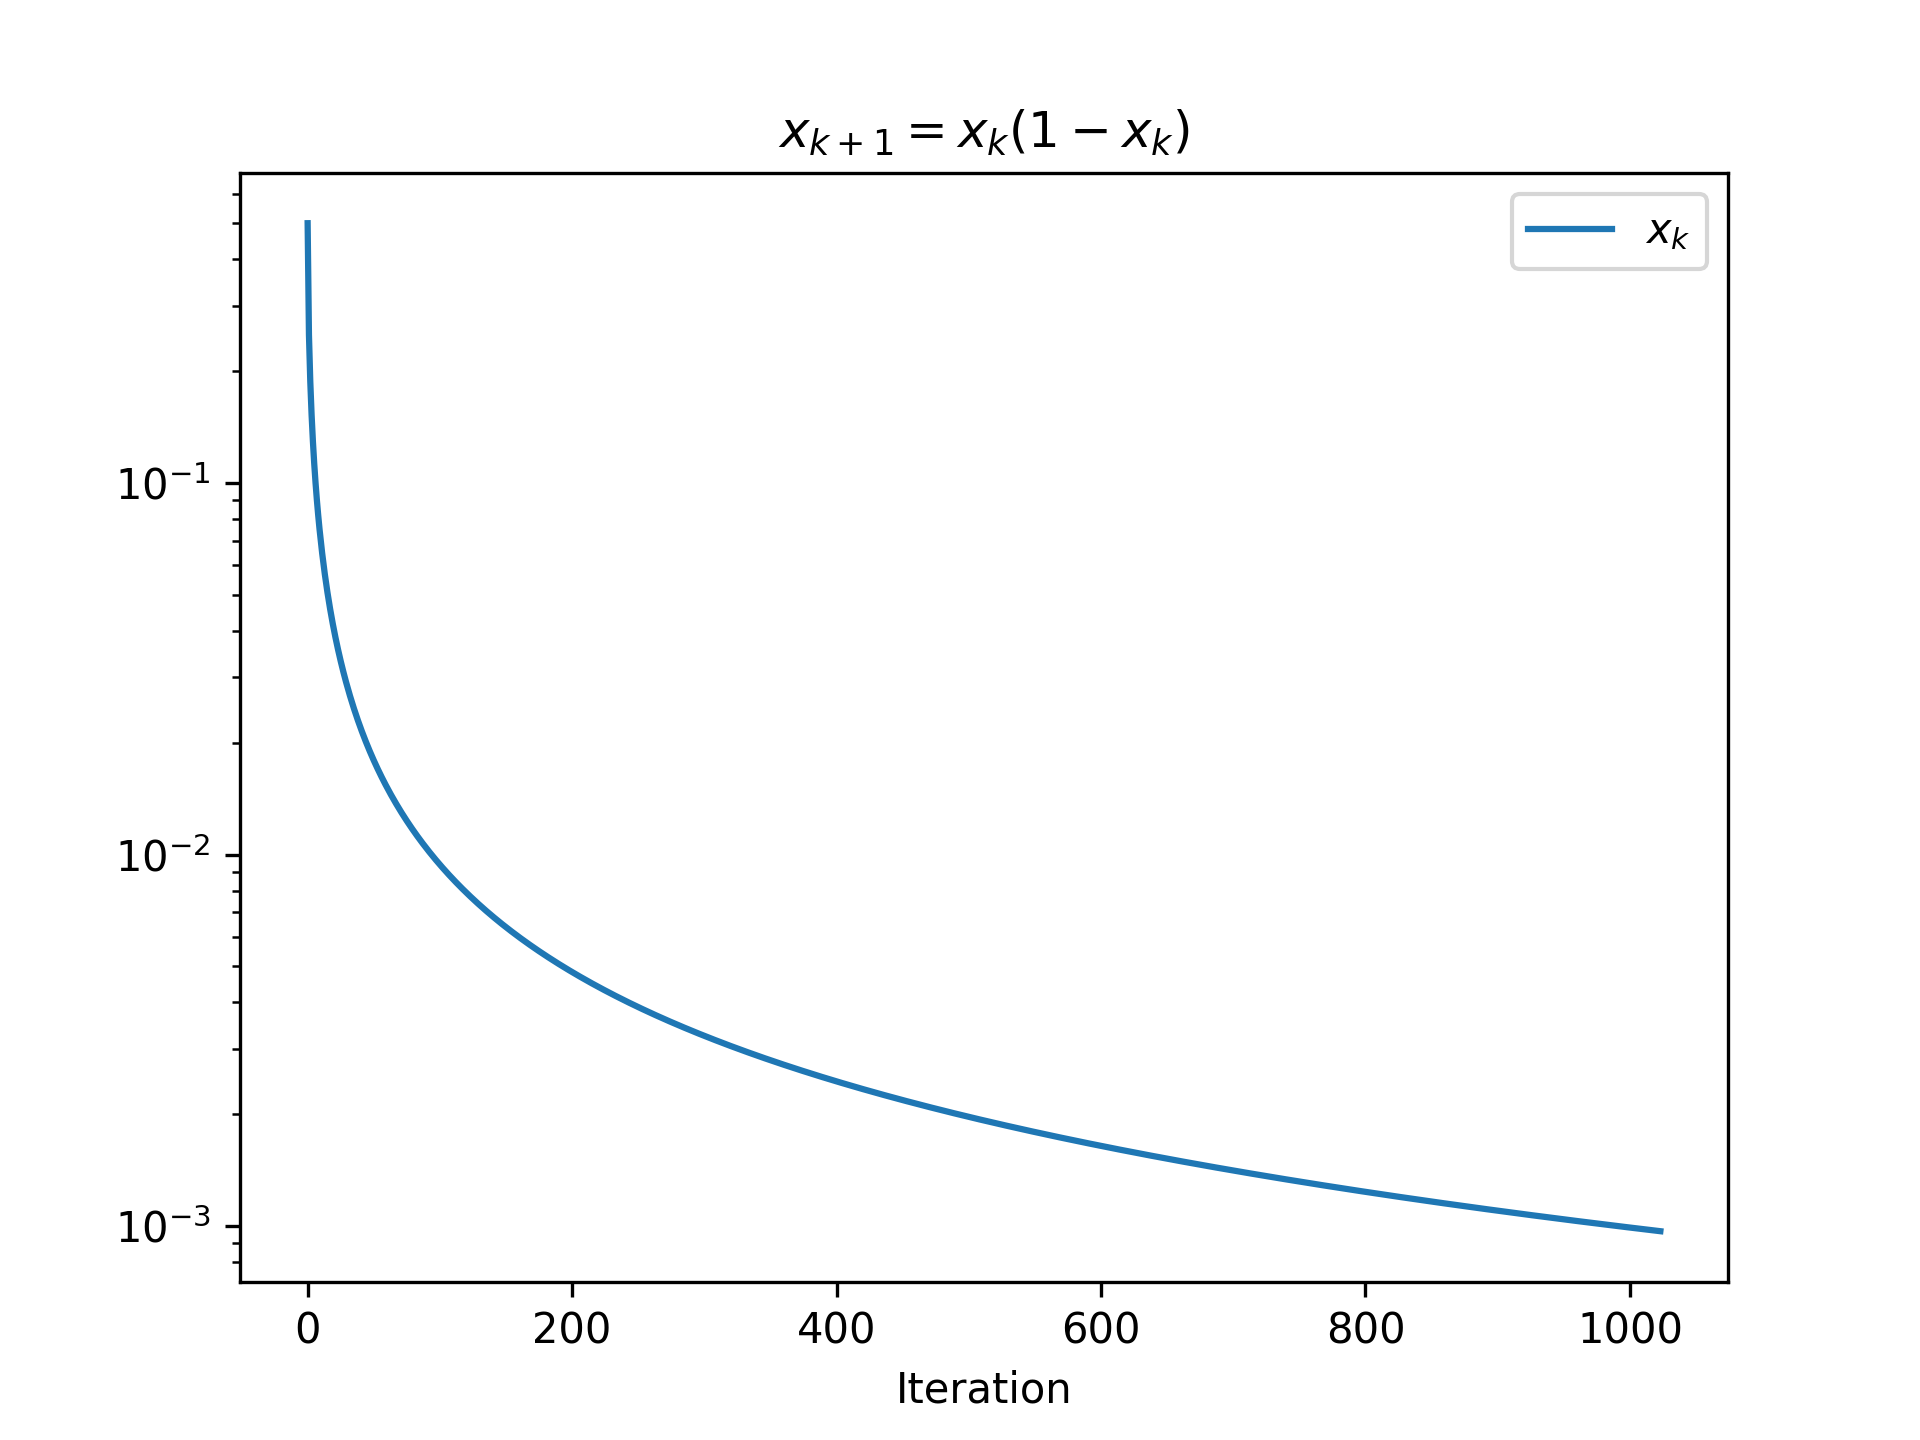 $x_{k+1} = x_k(1 - x_k)$
$x_k$
$10^{-1}$
$10^{-2}$
$10^{-3}$
0 200 400 600 800 1000
Iteration